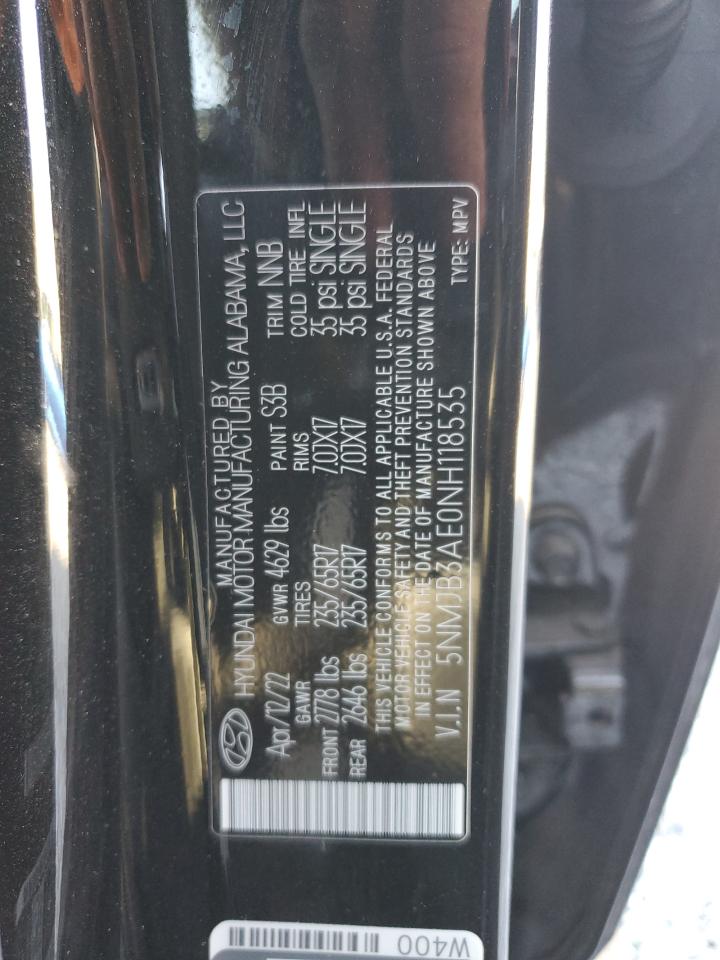 MANUFACTURED BY
HYUNDAI MOTOR MANUFACTURING ALABAMA, LLC
Apr/12/22 GVWR 4629 lbs PAINT S3B TRIM NNB
GAWR TIRES RIMS COLD TIRE INFL
FRONT 2778 lbs 235/65R17 7.0JX17 35 psi SINGLE
REAR 2646 lbs 235/65R17 7.0JX17 35 psi SINGLE
THIS VEHICLE CONFORMS TO ALL APPLICABLE U.S.A. FEDERAL
MOTOR VEHICLE SAFETY AND THEFT PREVENTION STANDARDS
IN EFFECT ON THE DATE OF MANUFACTURE SHOWN ABOVE
V.I.N 5NMJB3AE0NH118535 TYPE: MPV
W400